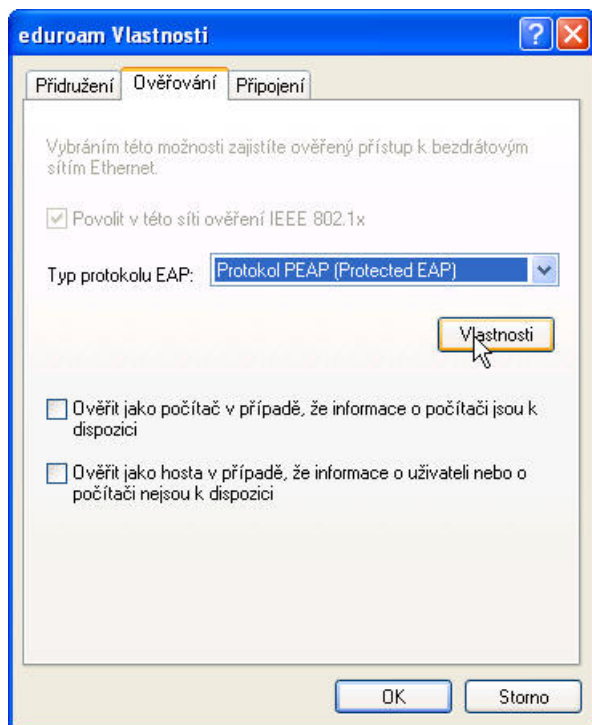 eduroam Vlastnosti
Přidružení Ověřování Připojení
Vybráním této možnosti zajistíte ověřený přístup k bezdrátovým
sítím Ethernet.
Povolit v této síti ověření IEEE 802.1x
Typ protokolu EAP: Protokol PEAP (Protected EAP)
Vlastnosti
Ověřit jako počítač v případě, že informace o počítači jsou k
dispozici
Ověřit jako hosta v případě, že informace o uživateli nebo o
počítači nejsou k dispozici
OK Storno